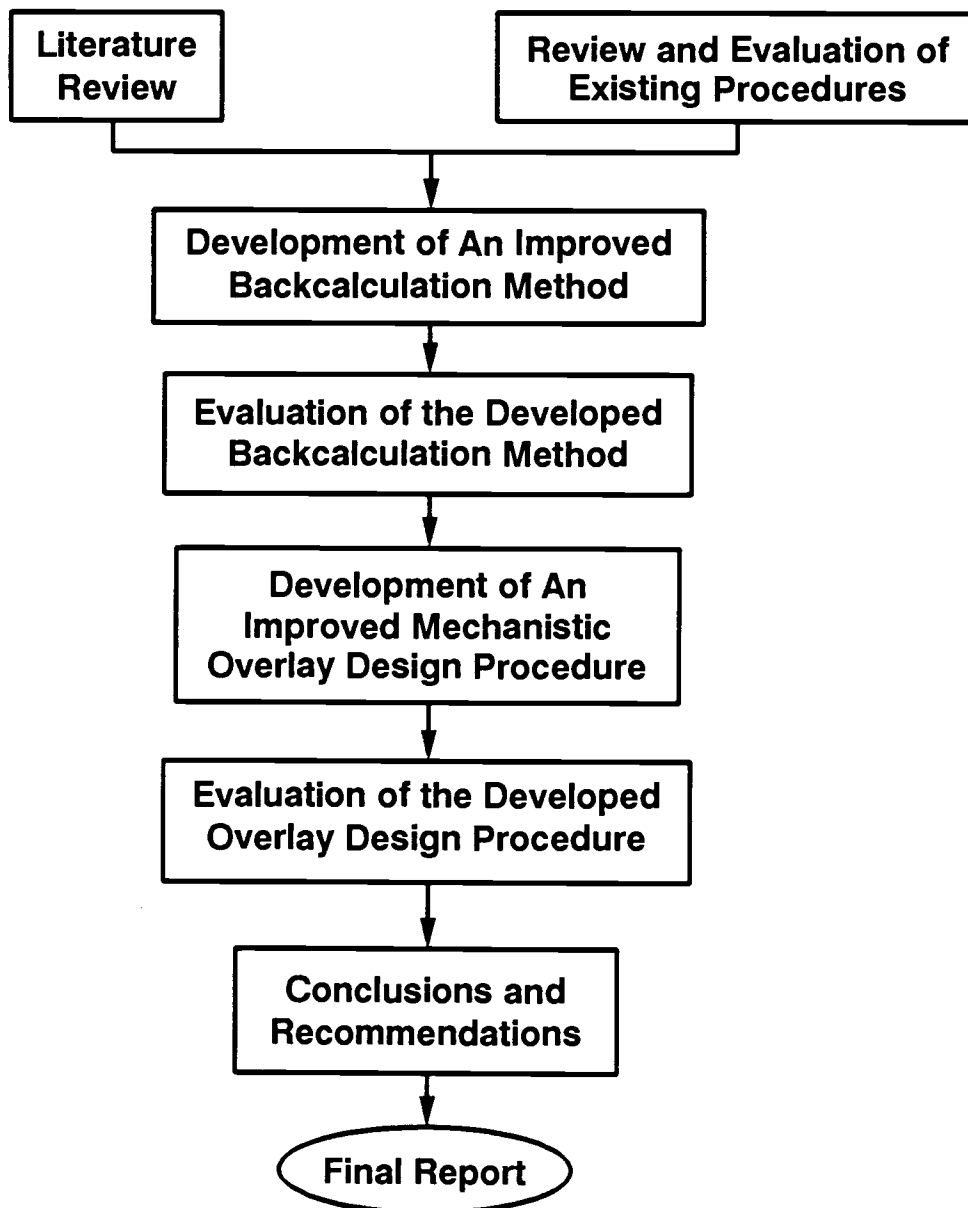 Literature
Review
Review and Evaluation of
Existing Procedures
Development of An Improved
Backcalculation Method
Evaluation of the Developed
Backcalculation Method
Development of An
Improved Mechanistic
Overlay Design Procedure
Evaluation of the Developed
Overlay Design Procedure
Conclusions and
Recommendations
Final Report